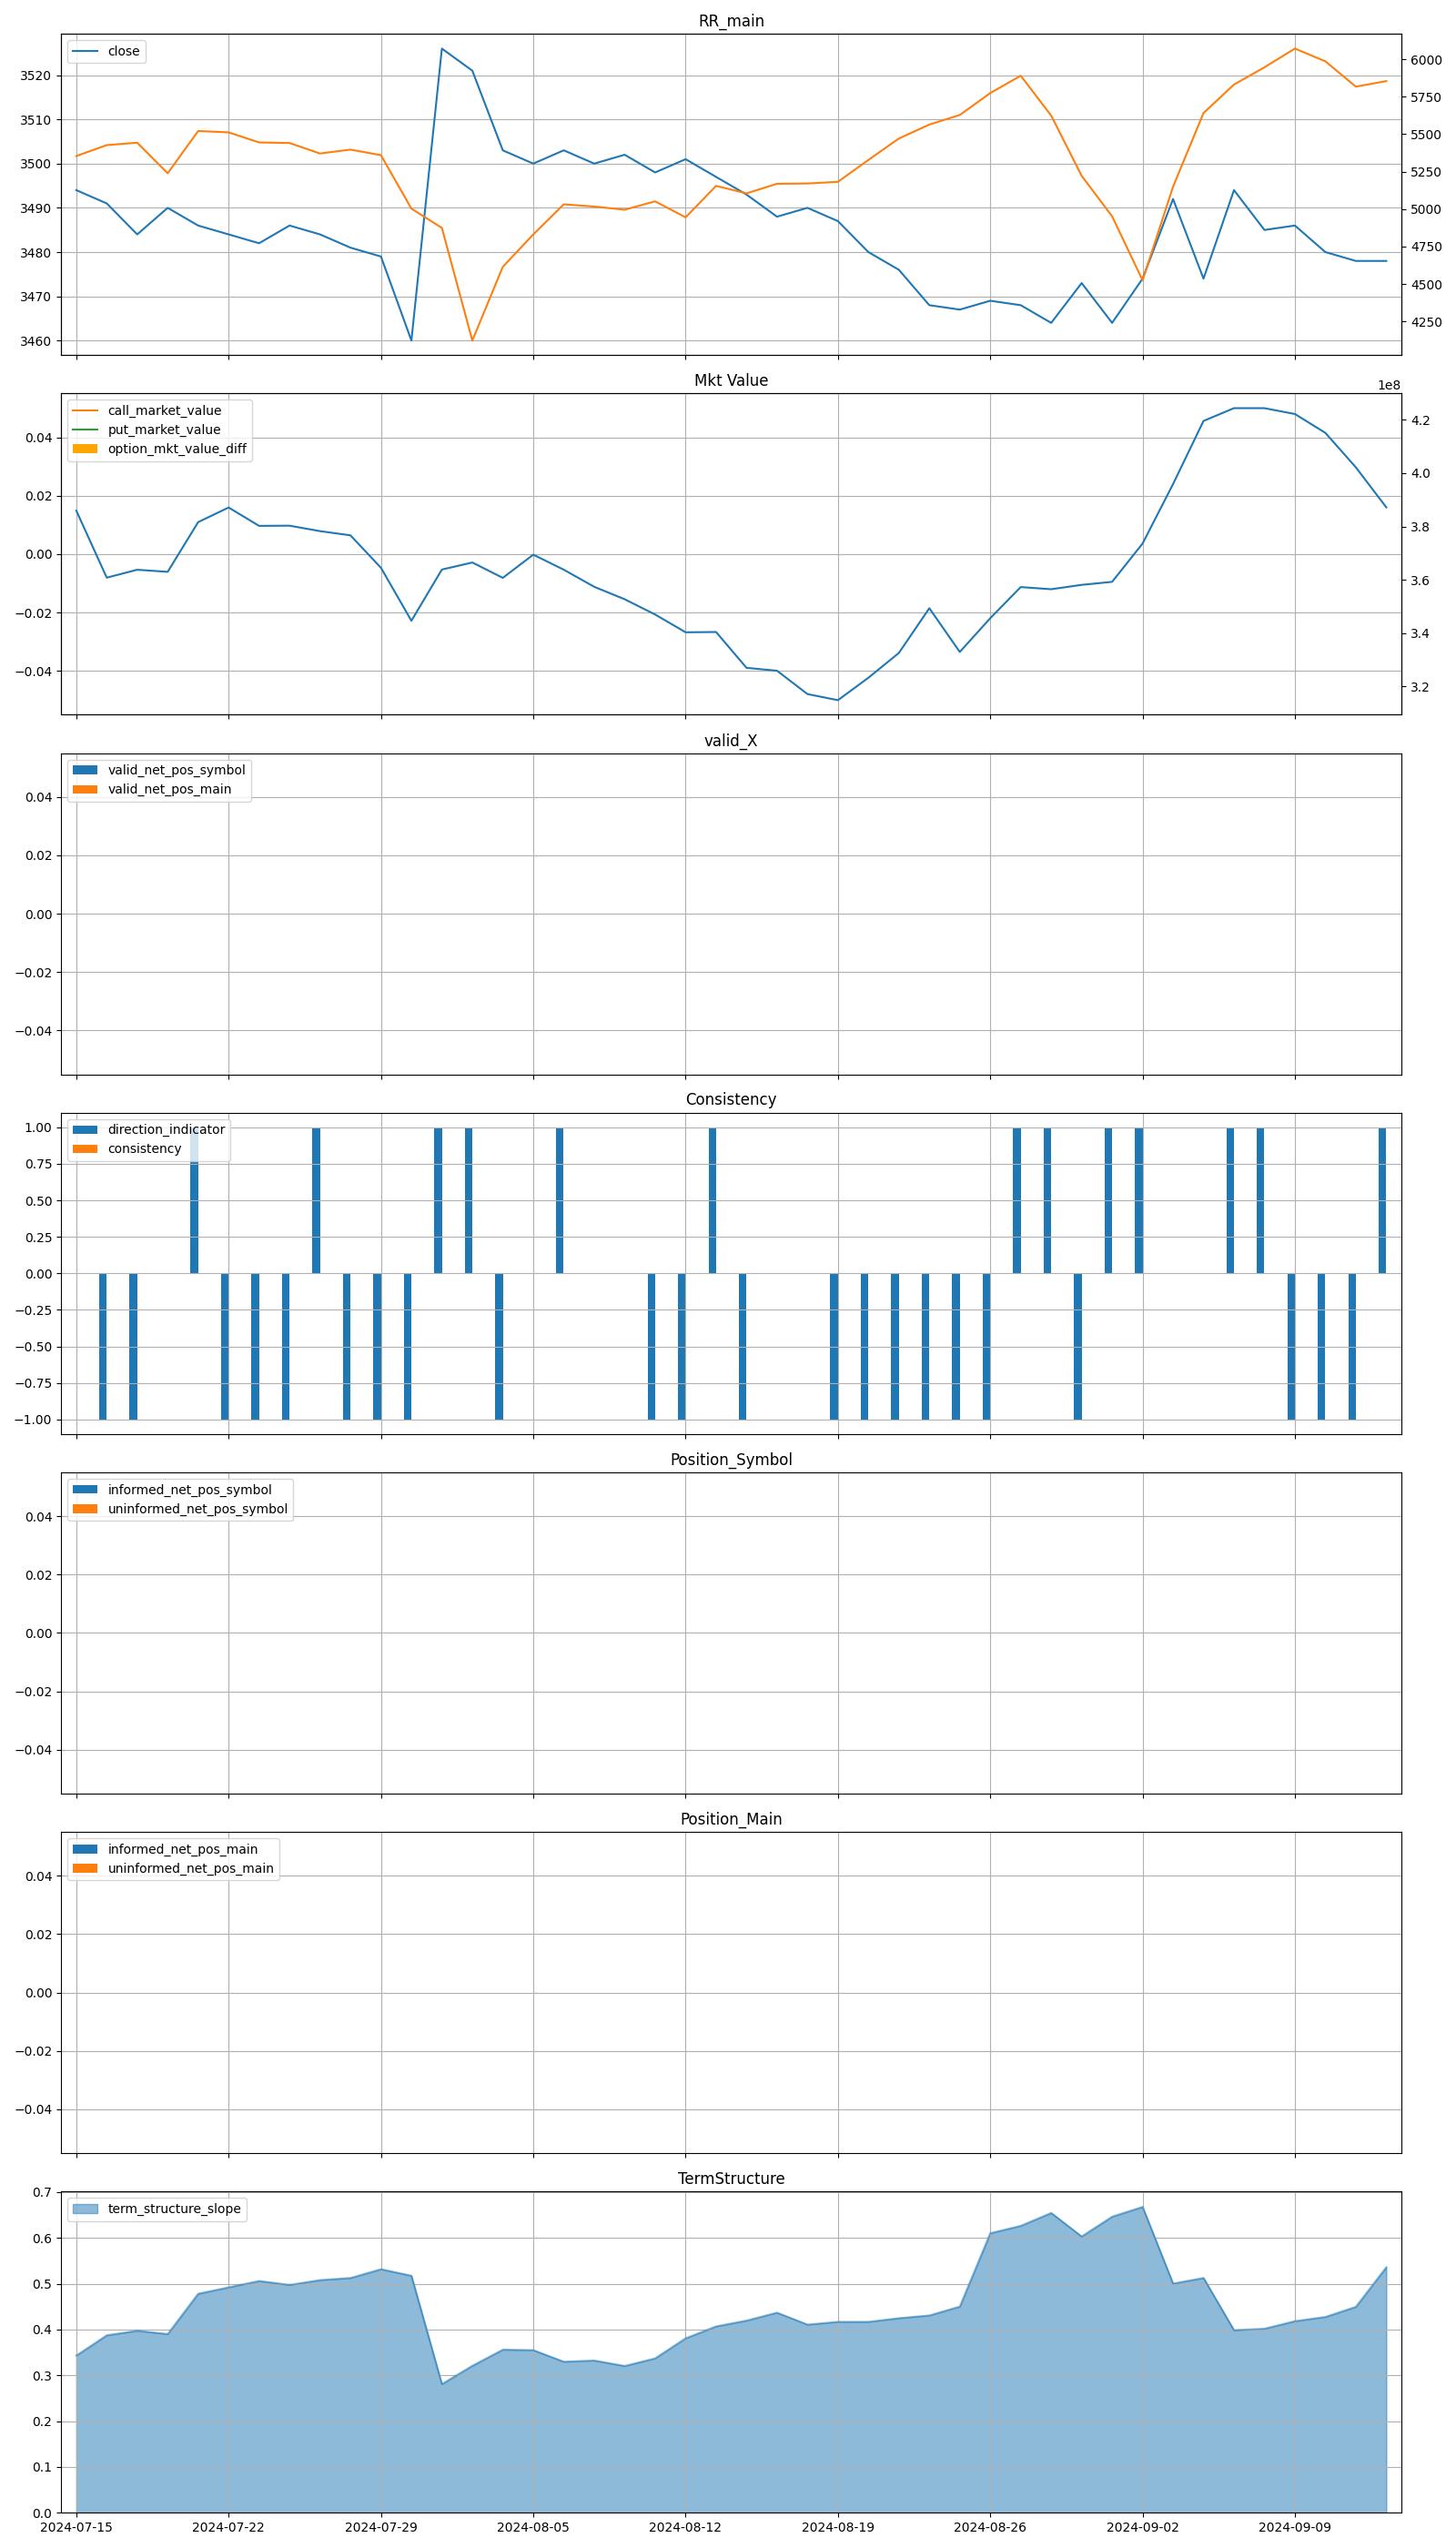 RR_main
close
3520
3510
3500
3490
3480
3470
3460
6000
5750
5500
5250
5000
4750
4500
4250
Mkt Value
1e8
call_market_value
put_market_value
option_mkt_value_diff
0.04
0.02
0.00
−0.02
−0.04
4.2
4.0
3.8
3.6
3.4
3.2
valid_X
valid_net_pos_symbol
valid_net_pos_main
0.04
0.02
0.00
−0.02
−0.04
Consistency
direction_indicator
consistency
1.00
0.75
0.50
0.25
0.00
−0.25
−0.50
−0.75
−1.00
Position_Symbol
informed_net_pos_symbol
uninformed_net_pos_symbol
0.04
0.02
0.00
−0.02
−0.04
Position_Main
informed_net_pos_main
uninformed_net_pos_main
0.04
0.02
0.00
−0.02
−0.04
TermStructure
term_structure_slope
0.7
0.6
0.5
0.4
0.3
0.2
0.1
0.0
2024-07-15 2024-07-22 2024-07-29 2024-08-05 2024-08-12 2024-08-19 2024-08-26 2024-09-02 2024-09-09